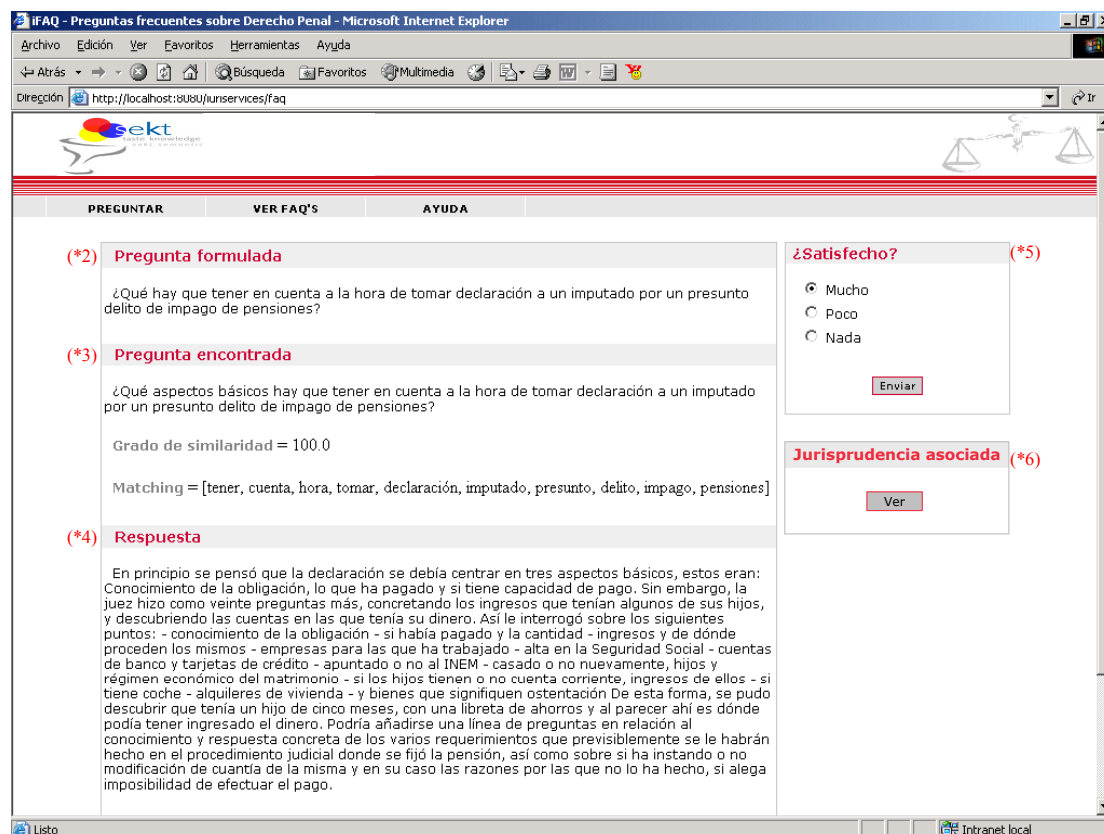 iFAQ - Preguntas frecuentes sobre Derecho Penal - Microsoft Internet Explorer
Archivo Edición Ver Favoritos Herramientas Ayuda
Atrás Búsqueda Favoritos Multimedia
Dirección http://localhost:8080/iuriservices/faq Ir
sekt
taste knowledge
sekt:semantic
PREGUNTAR VER FAQ'S AYUDA
(*2) Pregunta formulada
¿Qué hay que tener en cuenta a la hora de tomar declaración a un imputado por un presunto
delito de impago de pensiones?
(*3) Pregunta encontrada
¿Qué aspectos básicos hay que tener en cuenta a la hora de tomar declaración a un imputado
por un presunto delito de impago de pensiones?
Grado de similaridad = 100.0
Matching = [tener, cuenta, hora, tomar, declaración, imputado, presunto, delito, impago, pensiones]
(*4) Respuesta
En principio se pensó que la declaración se debía centrar en tres aspectos básicos, estos eran:
Conocimiento de la obligación, lo que ha pagado y si tiene capacidad de pago. Sin embargo, la
juez hizo como veinte preguntas más, concretando los ingresos que tenían algunos de sus hijos,
y descubriendo las cuentas en las que tenía su dinero. Así le interrogó sobre los siguientes
puntos: - conocimiento de la obligación - si había pagado y la cantidad - ingresos y de dónde
proceden los mismos - empresas para las que ha trabajado - alta en la Seguridad Social - cuentas
de banco y tarjetas de crédito - apuntado o no al INEM - casado o no nuevamente, hijos y
régimen económico del matrimonio - si los hijos tienen o no cuenta corriente, ingresos de ellos - si
tiene coche - alquileres de vivienda - y bienes que signifiquen ostentación De esta forma, se pudo
descubrir que tenía un hijo de cinco meses, con una libreta de ahorros y al parecer ahí es dónde
podía tener ingresado el dinero. Podría añadirse una línea de preguntas en relación al
conocimiento y respuesta concreta de los varios requerimientos que previsiblemente se le habrán
hecho en el procedimiento judicial donde se fijó la pensión, así como sobre si ha instando o no
modificación de cuantía de la misma y en su caso las razones por las que no lo ha hecho, si alega
imposibilidad de efectuar el pago.
¿Satisfecho? (*5)
Mucho
Poco
Nada
Enviar
Jurisprudencia asociada (*6)
Ver
Listo Intranet local